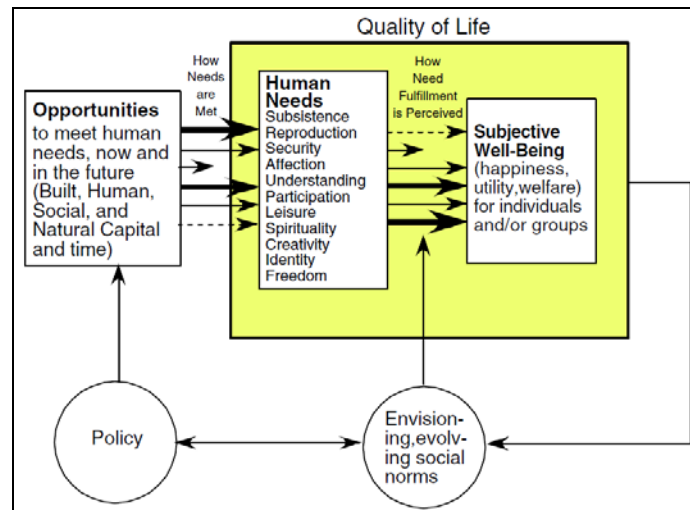 Quality of Life
How
Needs
are
Met
How
Need
Fulfillment
is Perceived
Opportunities
to meet human
needs, now and
in the future
(Built, Human,
Social, and
Natural Capital
and time)
Human
Needs
Subsistence
Reproduction
Security
Affection
Understanding
Participation
Leisure
Spirituality
Creativity
Identity
Freedom
Subjective
Well-Being
(happiness,
utility,welfare)
for individuals
and/or groups
Policy
Envision-
ing,evolv-
ing social
norms